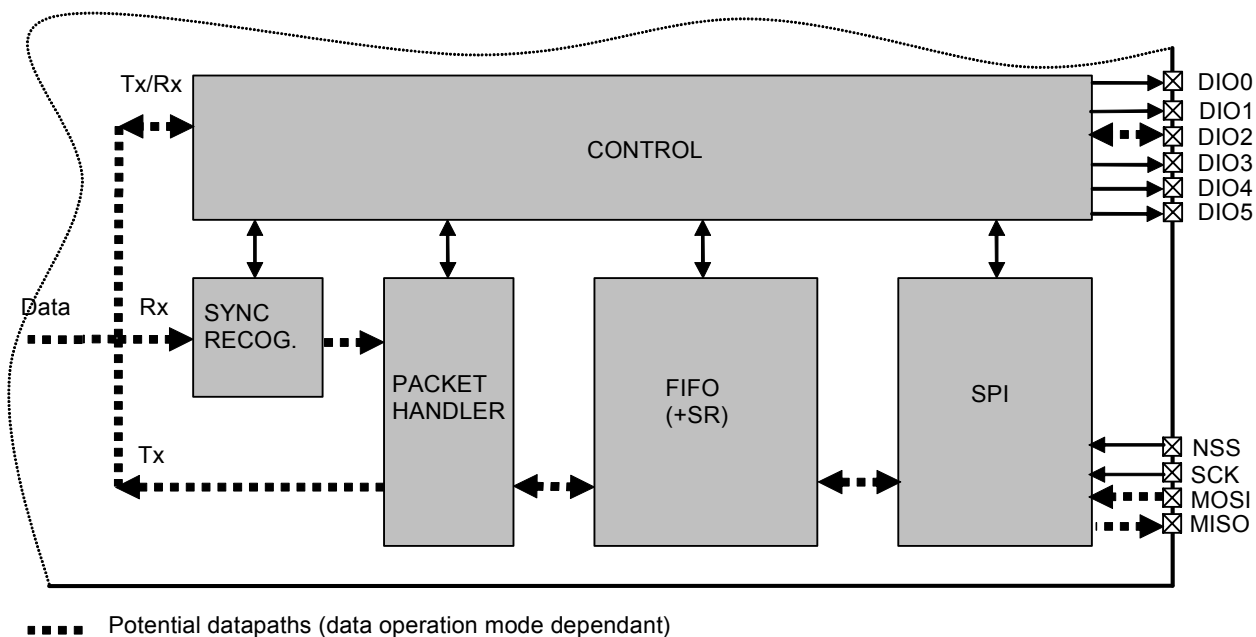 Tx/Rx
CONTROL
DIO0
DIO1
DIO2
DIO3
DIO4
DIO5
Data
Rx
SYNC
RECOG.
PACKET
HANDLER
FIFO
(+SR)
SPI
Tx
NSS
SCK
MOSI
MISO
Potential datapaths (data operation mode dependant)